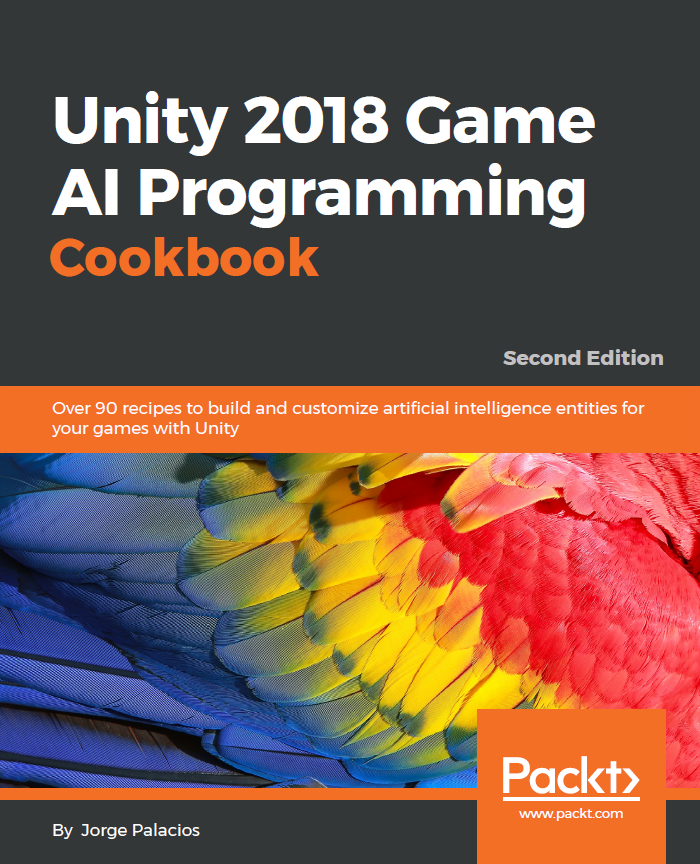 Unity 2018 Game
AI Programming
Cookbook
Second Edition
Over 90 recipes to build and customize artificial intelligence entities for
your games with Unity
Packt>
www.packt.com
By Jorge Palacios